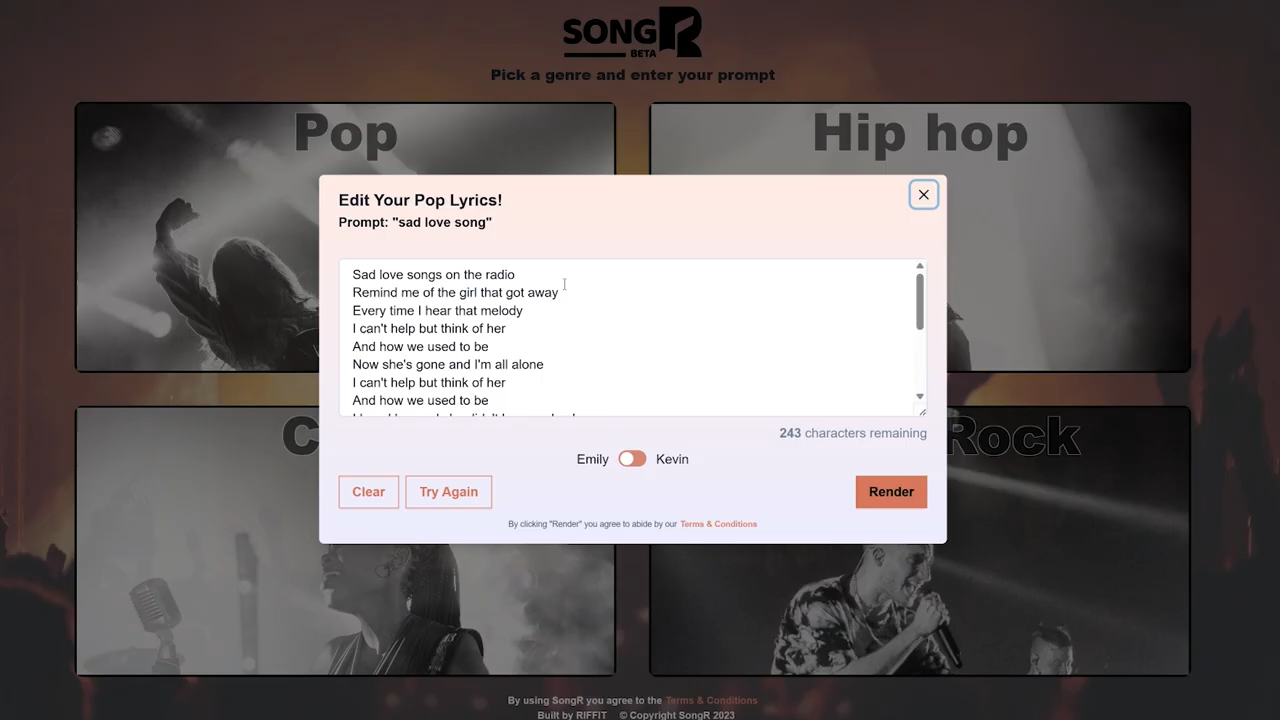 SONGR
BETA
Pick a genre and enter your prompt
Pop
Hip hop
Edit Your Pop Lyrics!
Prompt: "sad love song"
Sad love songs on the radio
Remind me of the girl that got away
Every time I hear that melody
I can't help but think of her
And how we used to be
Now she's gone and I'm all alone
I can't help but think of her
And how we used to be
243 characters remaining
C
Rock
Emily
Kevin
Clear
Try Again
Render
By clicking "Render" you agree to abide by our Terms & Conditions
By using SongR you agree to the Terms & Conditions
Built by RIFFIT © Copyright SongR 2023